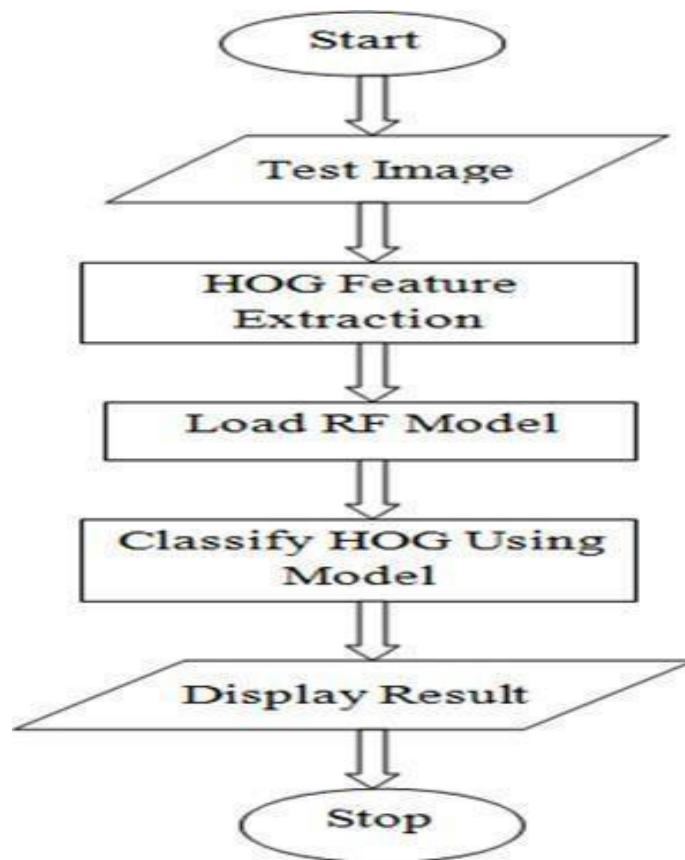 Start
Test Image
HOG Feature
Extraction
Load RF Model
Classify HOG Using
Model
Display Result
Stop